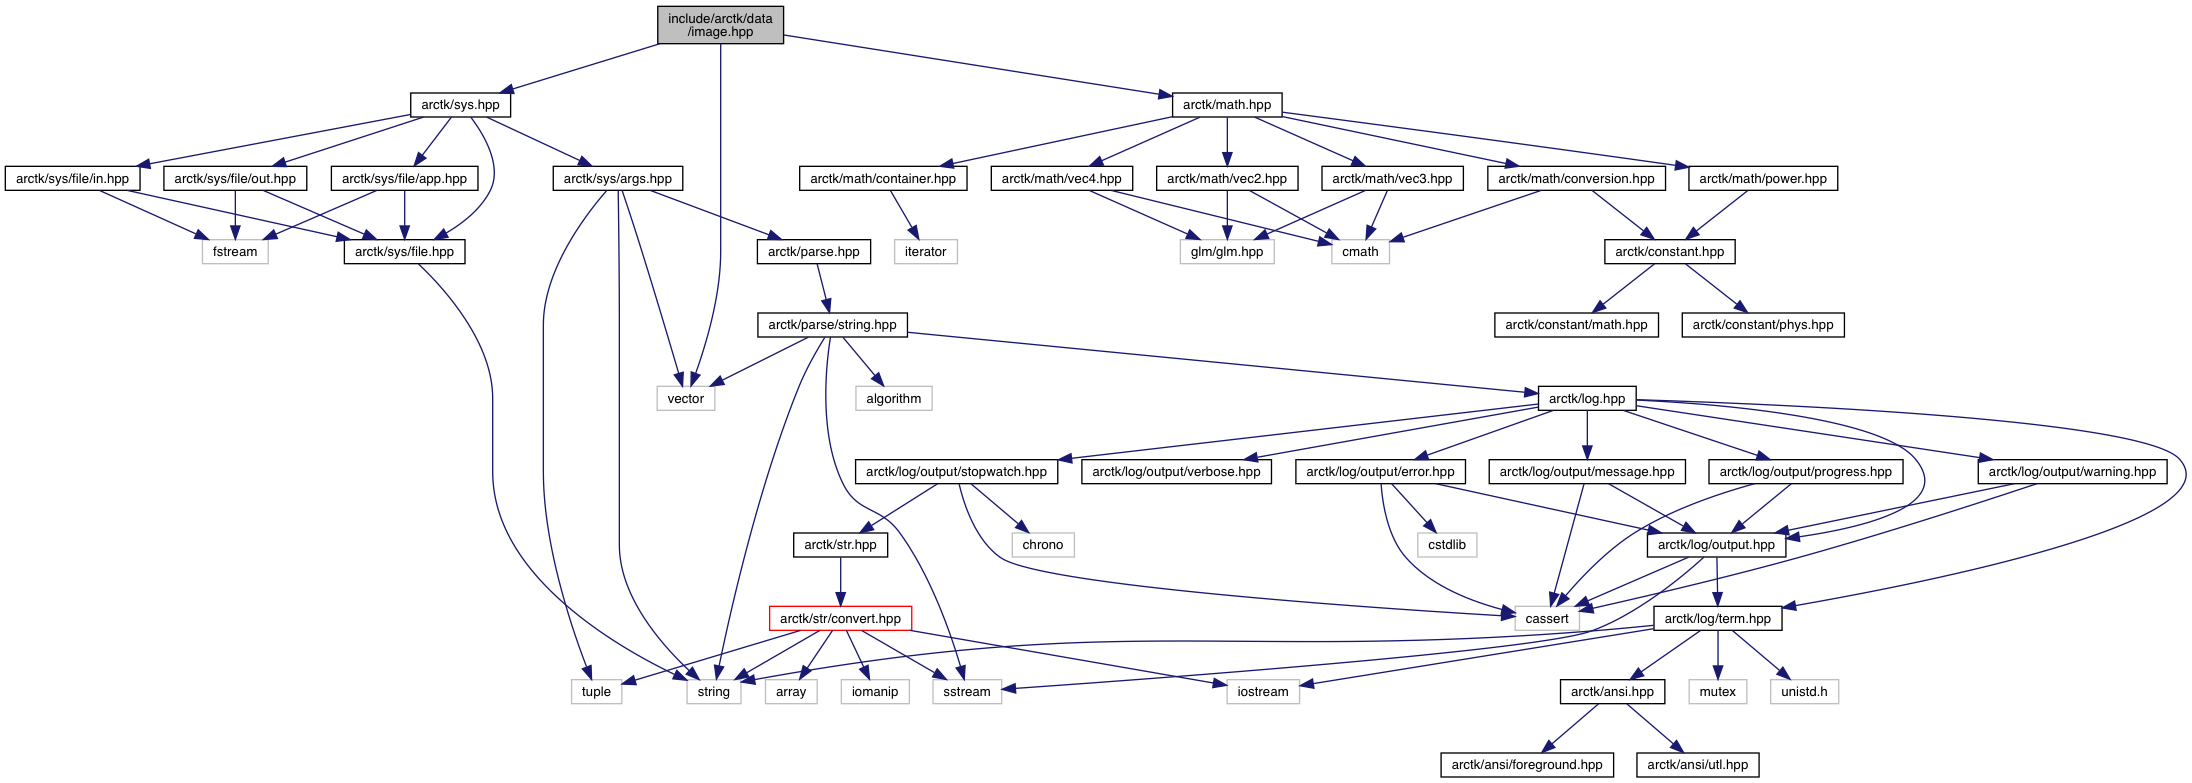 include/arctk/data
/image.hpp
arctk/sys.hpp
arctk/math.hpp
arctk/sys/file/in.hpp
arctk/sys/file/out.hpp
arctk/sys/file/app.hpp
arctk/sys/args.hpp
arctk/math/container.hpp
arctk/math/vec4.hpp
arctk/math/vec2.hpp
arctk/math/vec3.hpp
arctk/math/conversion.hpp
arctk/math/power.hpp
fstream
arctk/sys/file.hpp
arctk/parse.hpp
iterator
glm/glm.hpp
cmath
arctk/constant.hpp
arctk/parse/string.hpp
arctk/constant/math.hpp
arctk/constant/phys.hpp
vector
algorithm
arctk/log.hpp
arctk/log/output/stopwatch.hpp
arctk/log/output/verbose.hpp
arctk/log/output/error.hpp
arctk/log/output/message.hpp
arctk/log/output/progress.hpp
arctk/log/output/warning.hpp
arctk/str.hpp
chrono
cstdlib
arctk/log/output.hpp
arctk/str/convert.hpp
cassert
arctk/log/term.hpp
tuple
string
array
iomanip
sstream
iostream
arctk/ansi.hpp
mutex
unistd.h
arctk/ansi/foreground.hpp
arctk/ansi/utl.hpp